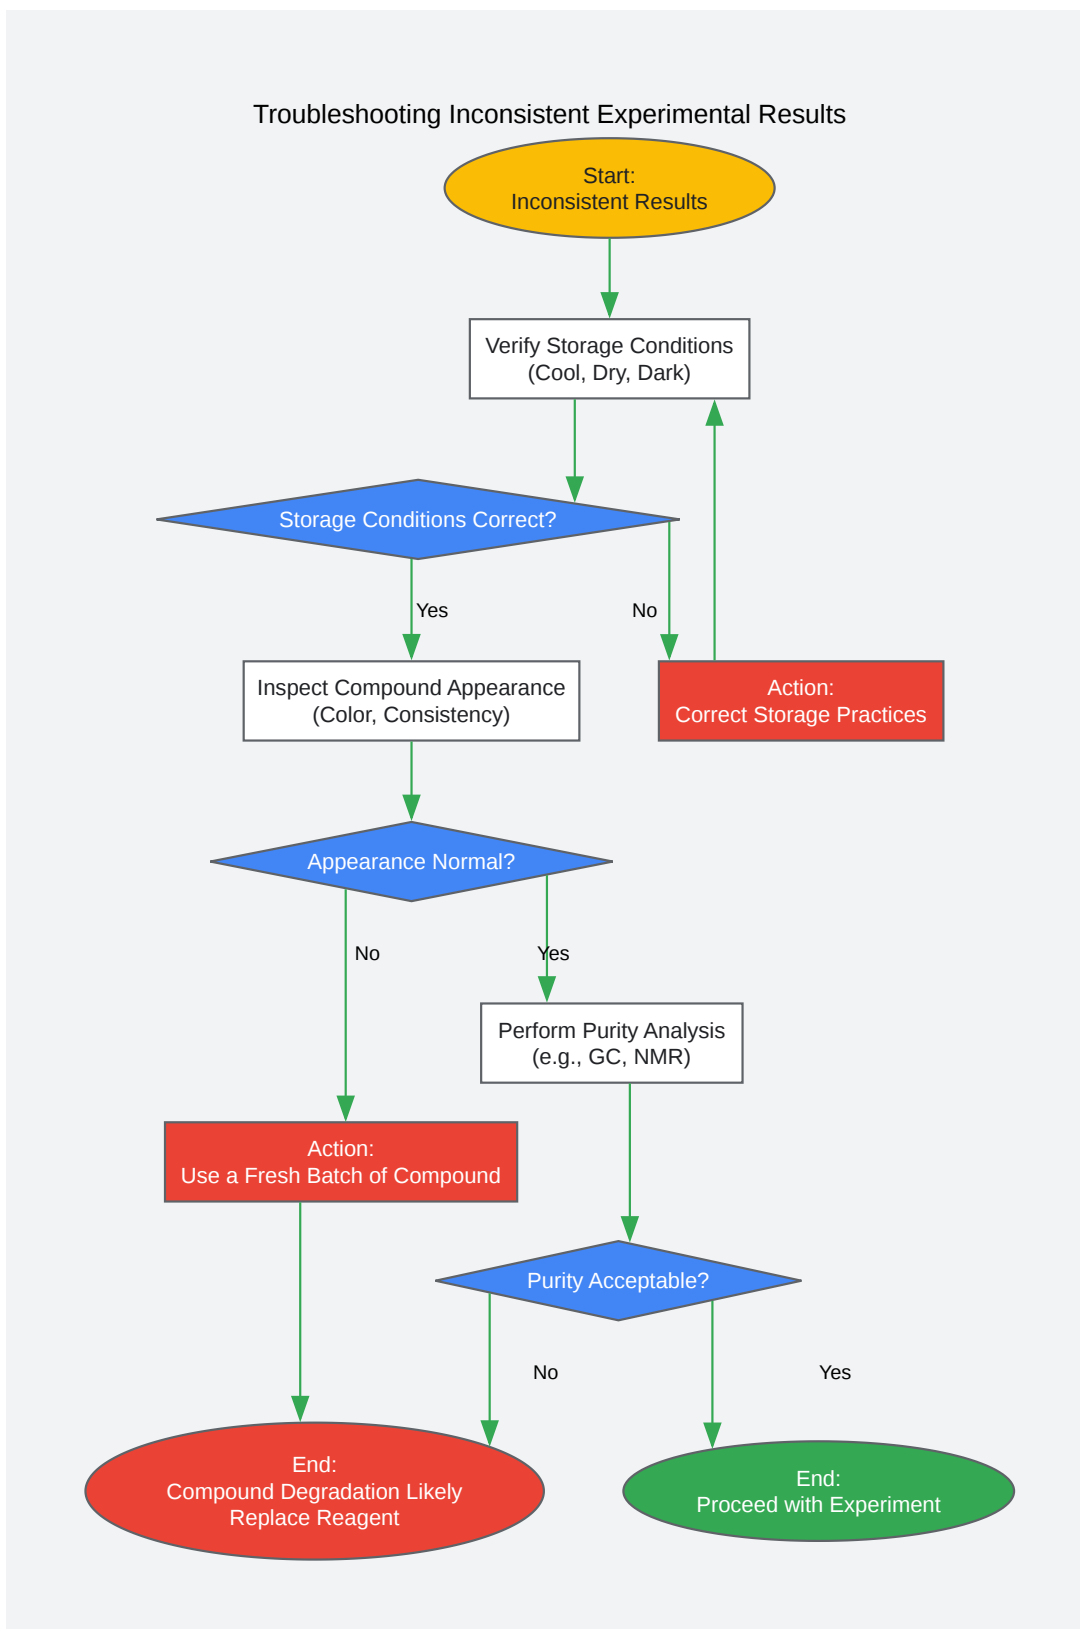 Troubleshooting Inconsistent Experimental Results
Start:
Inconsistent Results
Verify Storage Conditions
(Cool, Dry, Dark)
Storage Conditions Correct?
Yes
No
Inspect Compound Appearance
(Color, Consistency)
Action:
Correct Storage Practices
Appearance Normal?
No
Yes
Perform Purity Analysis
(e.g., GC, NMR)
Action:
Use a Fresh Batch of Compound
Purity Acceptable?
No
Yes
End:
Compound Degradation Likely
Replace Reagent
End:
Proceed with Experiment